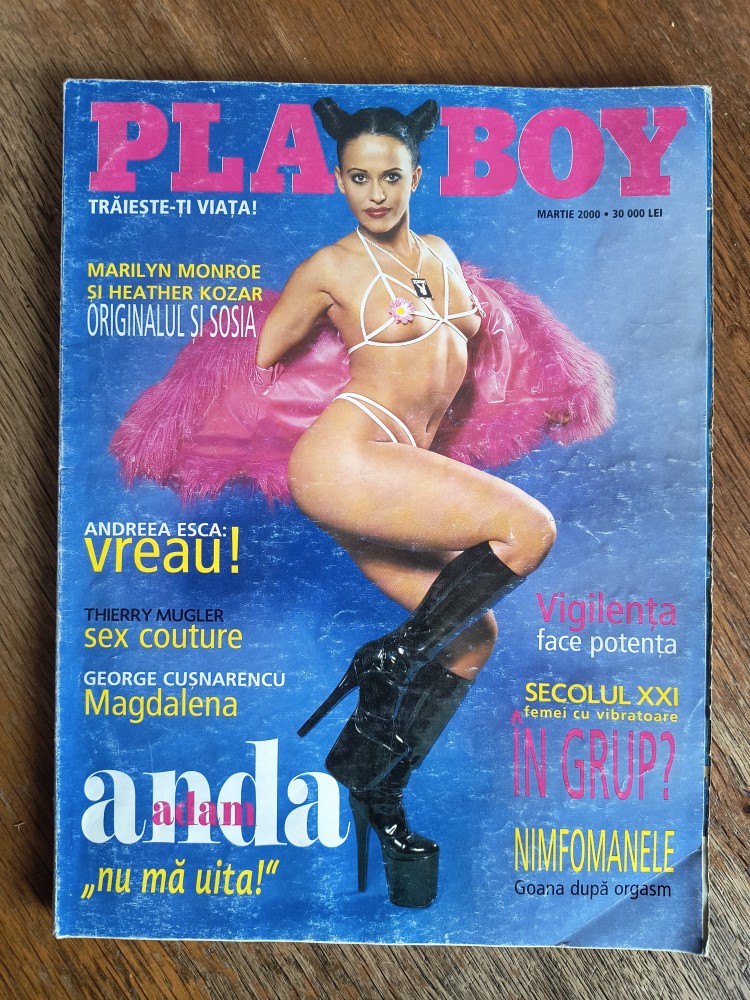 PLAYBOY
TRĂIESTE-ȚI VIAȚA!
MARTIE 2000 • 30 000 LEI
MARILYN MONROE
ȘI HEATHER KOZAR
ORIGINALUL ȘI SOSIA
ANDREEA ESCA:
vreau!
THIERRY MUGLER
sex couture
GEORGE CUȘNARENCU
Magdalena
anda
adam
„nu mă uita!“
Vigilența
face potența
SECOLUL XXI
femei cu vibratoare
ÎN GRUP?
NIMFOMANELE
Goana după orgasm